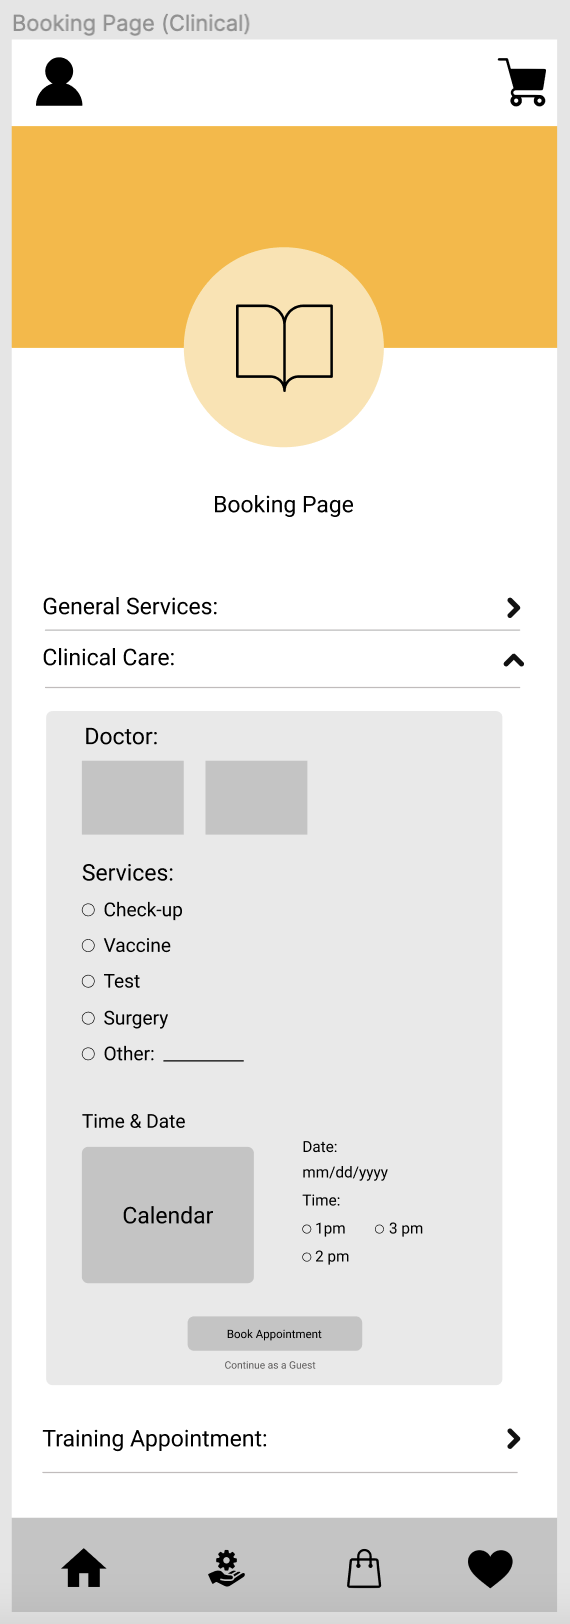 Booking Page (Clinical)
Booking Page
General Services:
Clinical Care:
Doctor:
Services:
Check-up
Vaccine
Test
Surgery
Other:
Time & Date
Calendar
Date:
mm/dd/yyyy
Time:
1pm
3 pm
2 pm
Book Appointment
Continue as a Guest
Training Appointment: